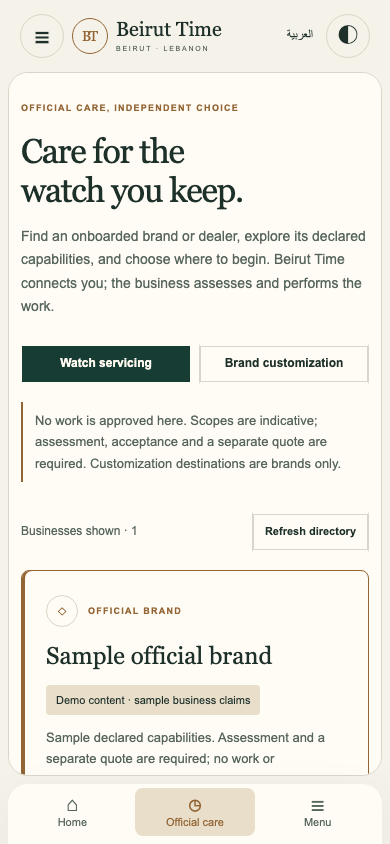 BT
Beirut Time
BEIRUT · LEBANON
العربية
OFFICIAL CARE, INDEPENDENT CHOICE
Care for the
watch you keep.
Find an onboarded brand or dealer, explore its declared
capabilities, and choose where to begin. Beirut Time
connects you; the business assesses and performs the
work.
Watch servicing
Brand customization
No work is approved here. Scopes are indicative;
assessment, acceptance and a separate quote are
required. Customization destinations are brands only.
Businesses shown · 1
Refresh directory
OFFICIAL BRAND
Sample official brand
Demo content · sample business claims
Sample declared capabilities. Assessment and a
separate quote are required; no work or
Home
Official care
Menu